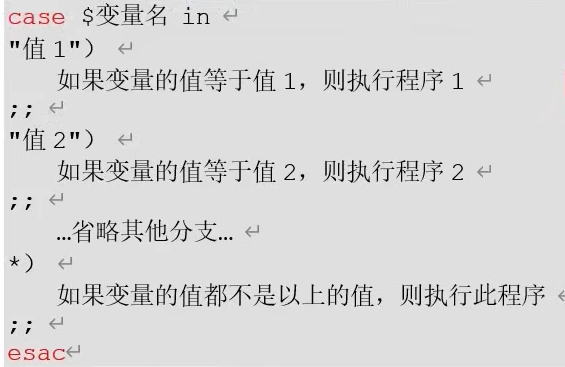 case $变量名 in ↵
"值1") ↵
如果变量的值等于值1，则执行程序1 ↵
;; ↵
"值2") ↵
如果变量的值等于值2，则执行程序2 ↵
;; ↵
…省略其他分支… ↵
*) ↵
如果变量的值都不是以上的值，则执行此程序 ↵
;; ↵
esac↵